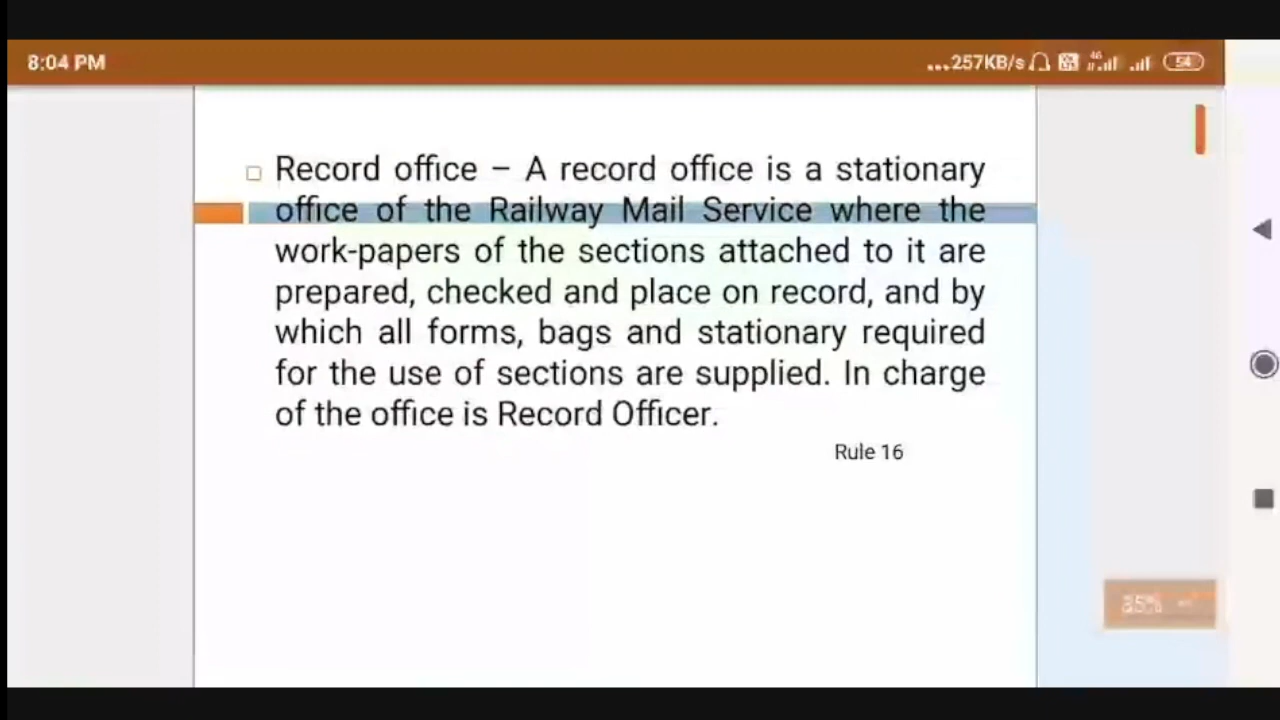 8:04 PM
...257KB/s
4G
54
Record office – A record office is a stationary
office of the Railway Mail Service where the
work-papers of the sections attached to it are
prepared, checked and place on record, and by
which all forms, bags and stationary required
for the use of sections are supplied. In charge
of the office is Record Officer.
Rule 16